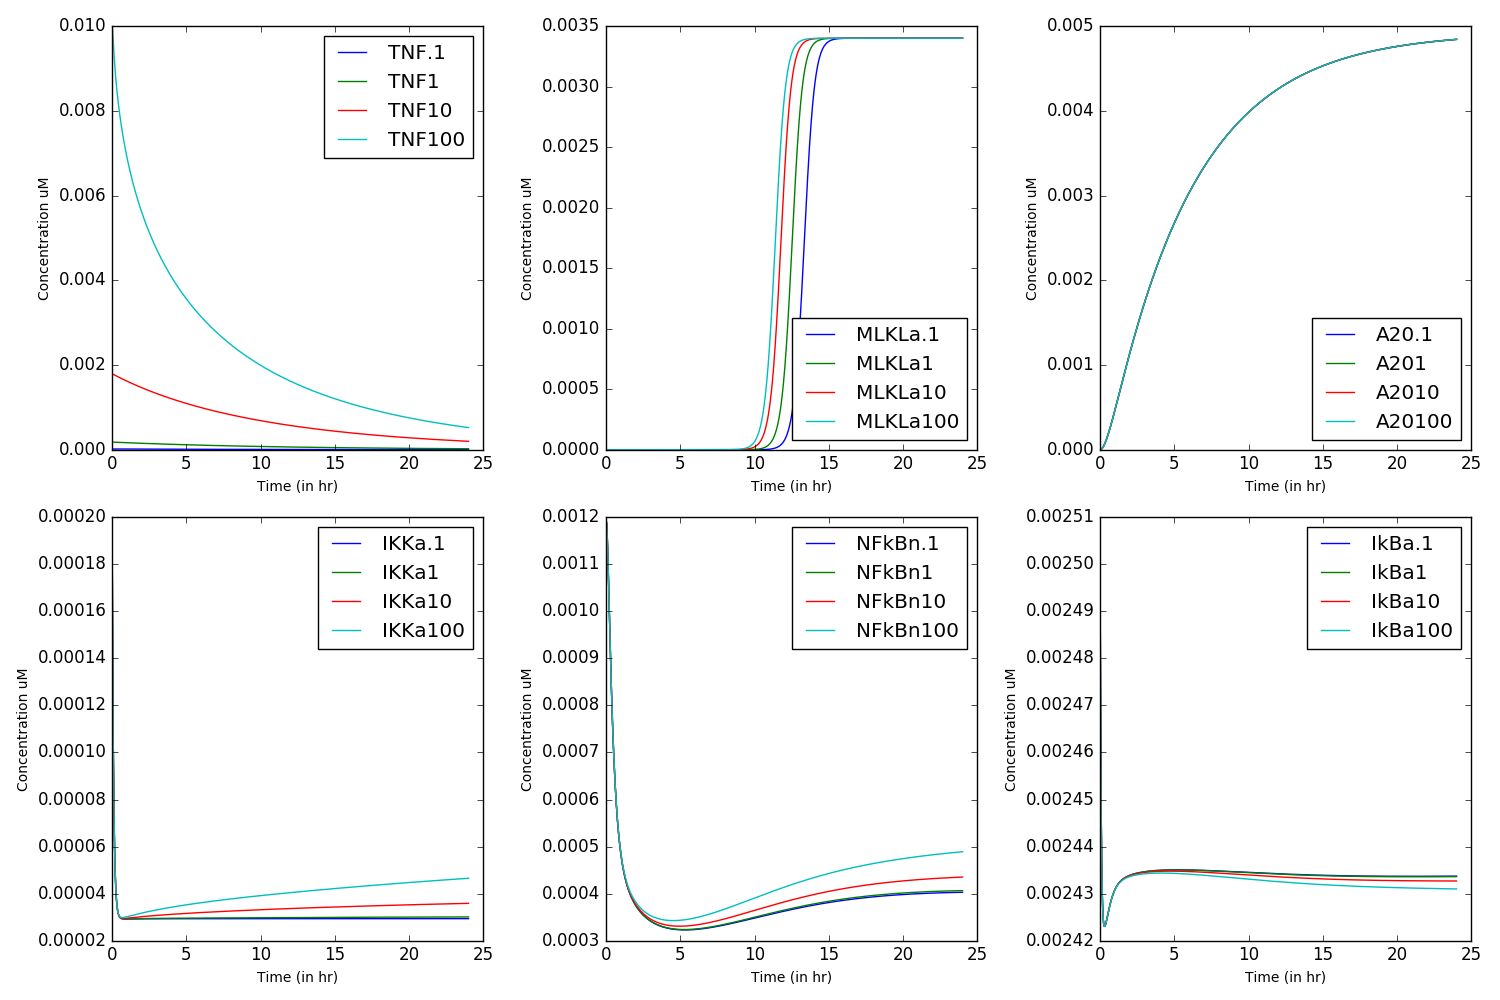 0.010
0.008
0.006
0.004
0.002
0.000
0
5
10
15
20
25
Concentration uM
Time (in hr)
TNF.1
TNF1
TNF10
TNF100
0.0035
0.0030
0.0025
0.0020
0.0015
0.0010
0.0005
0.0000
0
5
10
15
20
25
Concentration uM
Time (in hr)
MLKLa.1
MLKLa1
MLKLa10
MLKLa100
0.005
0.004
0.003
0.002
0.001
0.000
0
5
10
15
20
25
Concentration uM
Time (in hr)
A20.1
A201
A2010
A20100
0.00020
0.00018
0.00016
0.00014
0.00012
0.00010
0.00008
0.00006
0.00004
0.00002
0
5
10
15
20
25
Concentration uM
Time (in hr)
IKKa.1
IKKa1
IKKa10
IKKa100
0.0012
0.0011
0.0010
0.0009
0.0008
0.0007
0.0006
0.0005
0.0004
0.0003
0
5
10
15
20
25
Concentration uM
Time (in hr)
NFkBn.1
NFkBn1
NFkBn10
NFkBn100
0.00251
0.00250
0.00249
0.00248
0.00247
0.00246
0.00245
0.00244
0.00243
0.00242
0
5
10
15
20
25
Concentration uM
Time (in hr)
IkBa.1
IkBa1
IkBa10
IkBa100